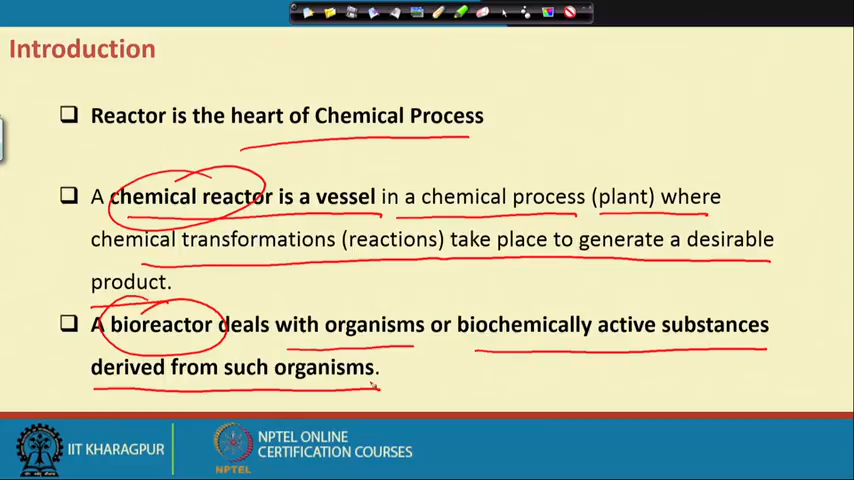 Introduction
Reactor is the heart of Chemical Process
A chemical reactor is a vessel in a chemical process (plant) where
chemical transformations (reactions) take place to generate a desirable
product.
A bioreactor deals with organisms or biochemically active substances
derived from such organisms.
IIT KHARAGPUR
NPTEL
NPTEL ONLINE
CERTIFICATION COURSES